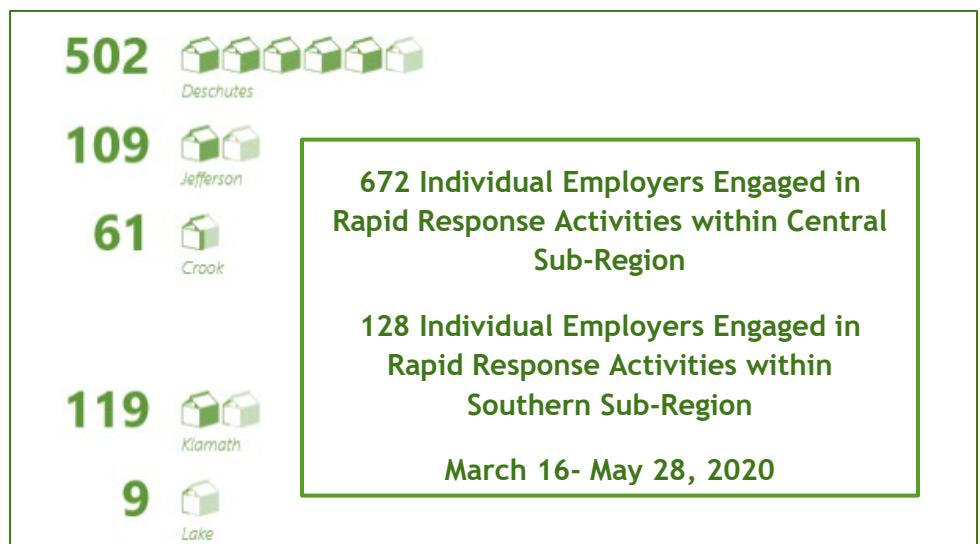 502
Deschutes
109
Jefferson
61
Crook
119
Klamath
9
Lake
672 Individual Employers Engaged in
Rapid Response Activities within Central
Sub-Region
128 Individual Employers Engaged in
Rapid Response Activities within
Southern Sub-Region
March 16- May 28, 2020